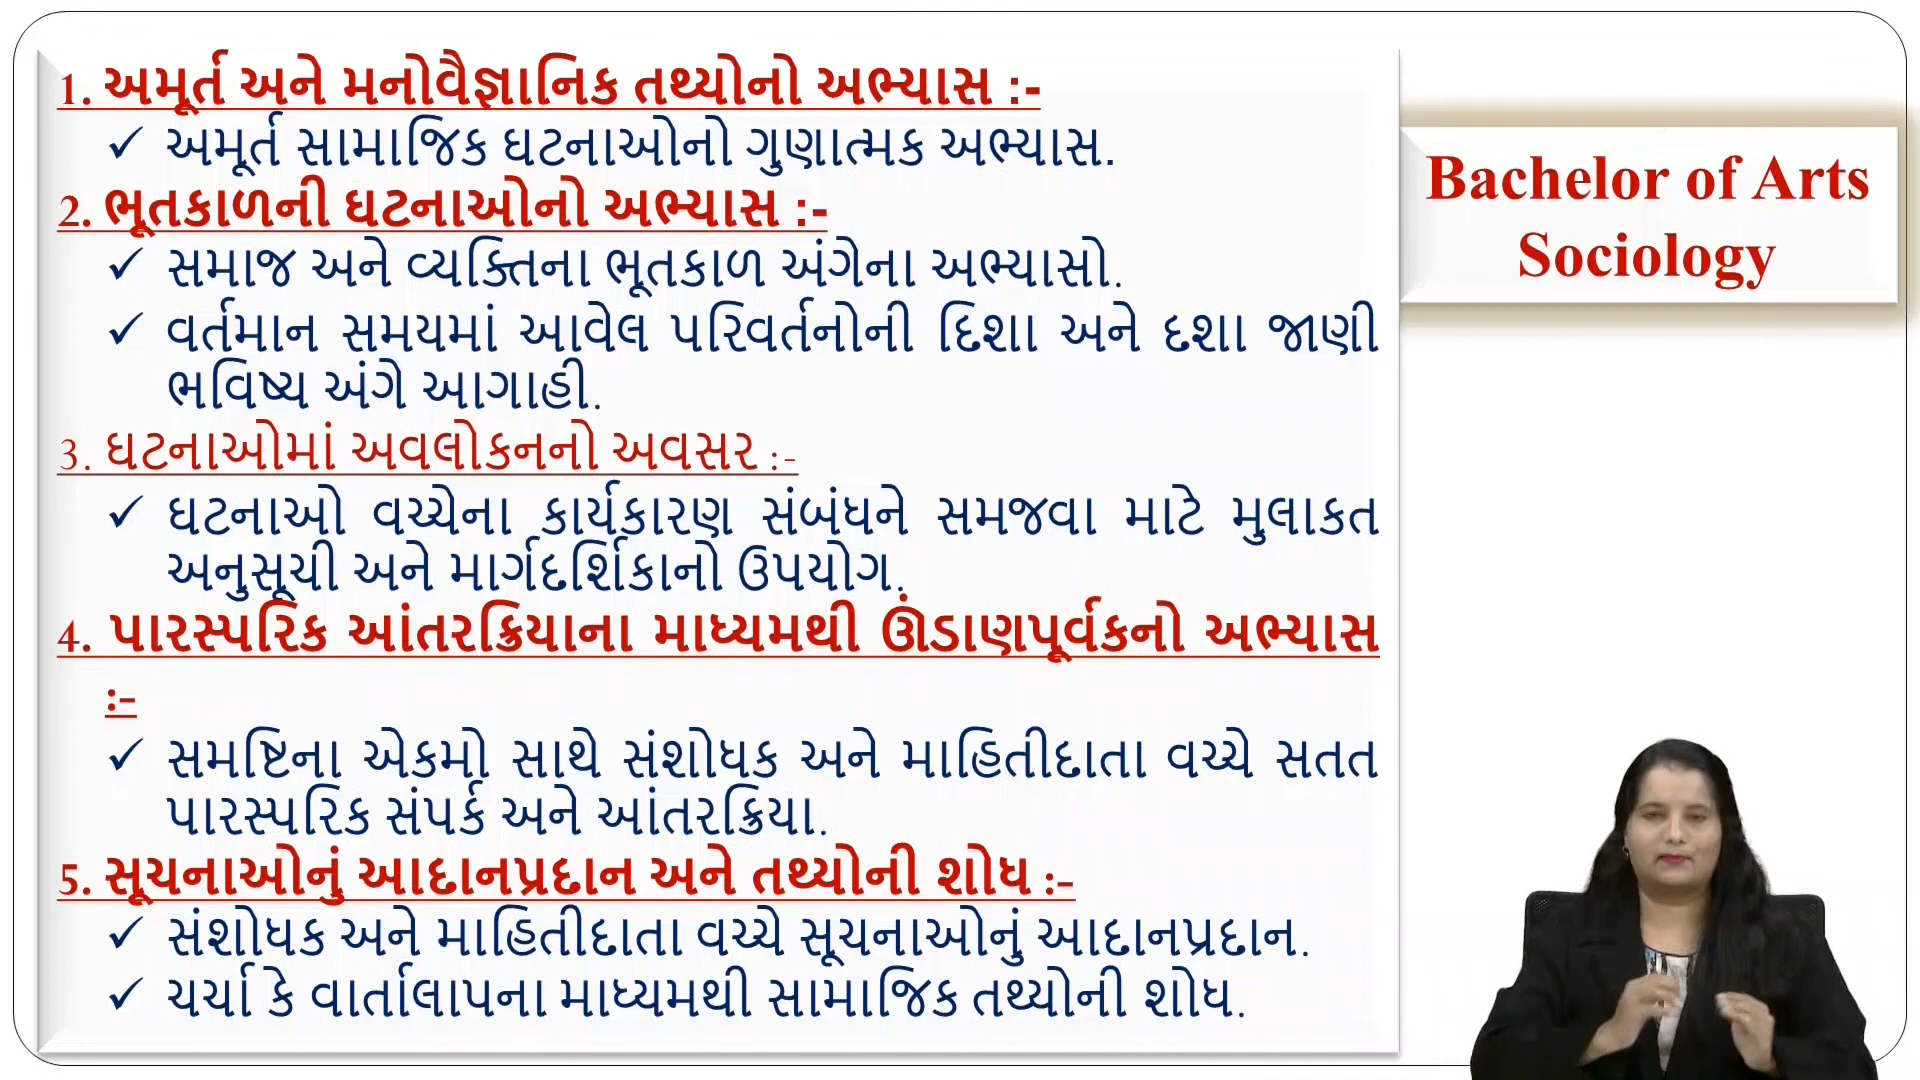 1. અમૂર્ત અને મનોવૈજ્ઞાનિક તથ્યોનો અભ્યાસ :-
✓ અમૂર્ત સામાજિક ઘટનાઓનો ગુણાત્મક અભ્યાસ.
2. ભૂતકાળની ઘટનાઓનો અભ્યાસ :-
✓ સમાજ અને વ્યક્તિના ભૂતકાળ અંગેના અભ્યાસો.
✓ વર્તમાન સમયમાં આવેલ પરિવર્તનોની દિશા અને દશા જાણી
ભવિષ્ય અંગે આગાહી.
3. ઘટનાઓમાં અવલોકનનો અવસર :-
✓ ઘટનાઓ વચ્ચેના કાર્યકારણ સંબંધને સમજવા માટે મુલાકત
અનુસૂચી અને માર્ગદર્શિકાનો ઉપયોગ.
4. પારસ્પરિક આંતરક્રિયાના માધ્યમથી ઊંડાણપૂર્વકનો અભ્યાસ
:-
✓ સમષ્ટિના એકમો સાથે સંશોધક અને માહિતીદાતા વચ્ચે સતત
પારસ્પરિક સંપર્ક અને આંતરક્રિયા.
5. સૂચનાઓનું આદાનપ્રદાન અને તથ્યોની શોધ :-
✓ સંશોધક અને માહિતીદાતા વચ્ચે સૂચનાઓનું આદાનપ્રદાન.
✓ ચર્ચા કે વાર્તાલાપના માધ્યમથી સામાજિક તથ્યોની શોધ.
Bachelor of Arts
Sociology